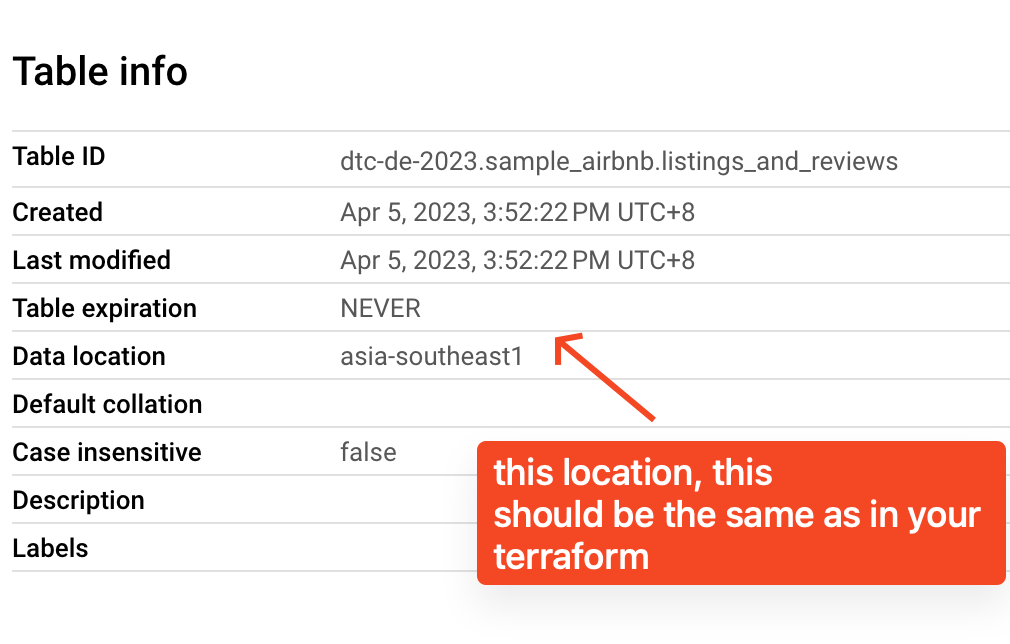 Table info
Table ID dtc-de-2023.sample_airbnb.listings_and_reviews
Created Apr 5, 2023, 3:52:22 PM UTC+8
Last modified Apr 5, 2023, 3:52:22 PM UTC+8
Table expiration NEVER
Data location asia-southeast1
Default collation
Case insensitive false
Description
Labels
this location, this
should be the same as in your
terraform